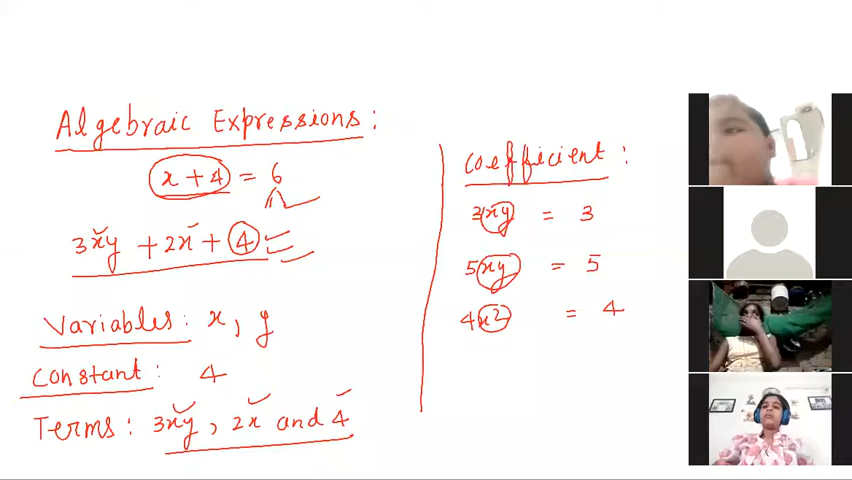 Algebraic Expressions:
x + 4 = 6
3xy + 2x + 4
Variables: x, y
Constant: 4
Terms: 3xy, 2x and 4
Coefficient:
3xy = 3
5xy = 5
4x2 = 4